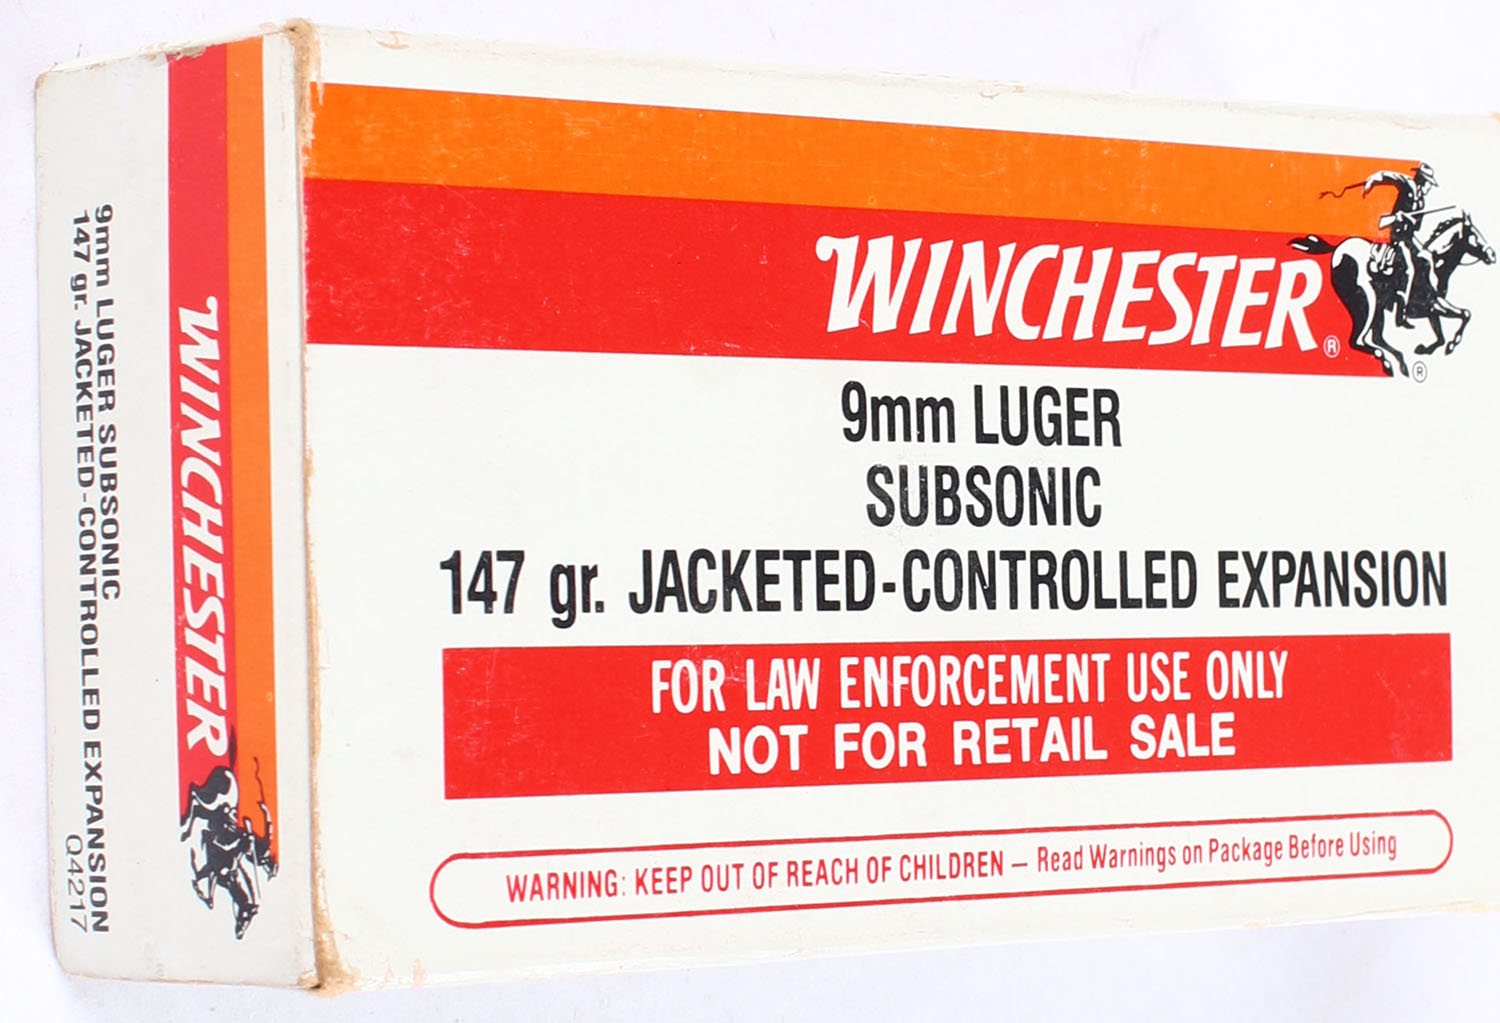 WINCHESTER®
®
9mm LUGER
SUBSONIC
147 gr. JACKETED-CONTROLLED EXPANSION
FOR LAW ENFORCEMENT USE ONLY
NOT FOR RETAIL SALE
WARNING: KEEP OUT OF REACH OF CHILDREN — Read Warnings on Package Before Using
WINCHESTER
9mm LUGER SUBSONIC
147 gr. JACKETED-CONTROLLED EXPANSION
Q4217